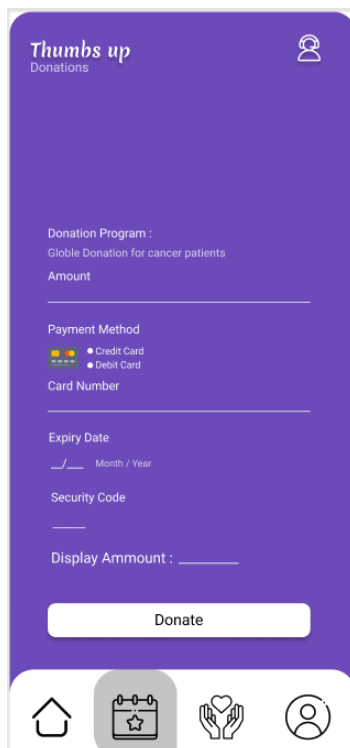 Thumbs up
Donations
Donation Program :
Globle Donation for cancer patients
Amount
Payment Method
Credit Card
Debit Card
Card Number
Expiry Date
__/___ Month / Year
Security Code
Display Ammount : ________
Donate